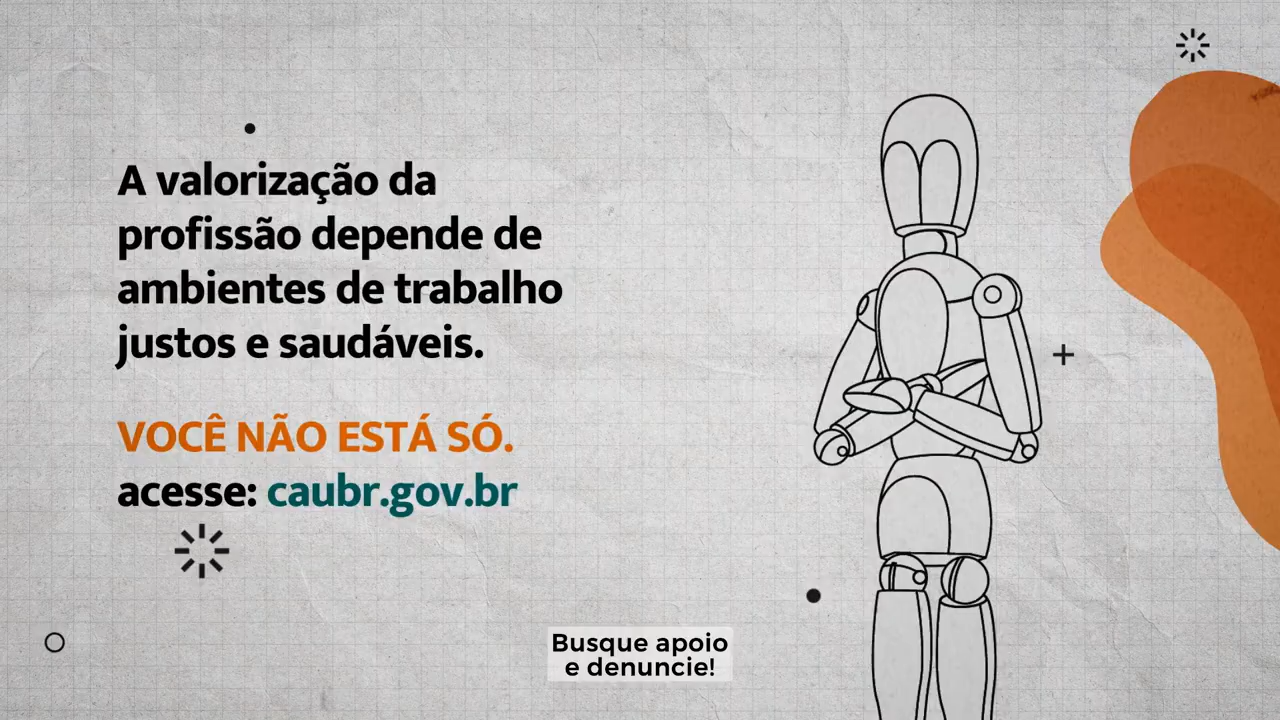 A valorização da
profissão depende de
ambientes de trabalho
justos e saudáveis.
VOCÊ NÃO ESTÁ SÓ.
acesse: caubr.gov.br
Busque apoio
e denuncie!